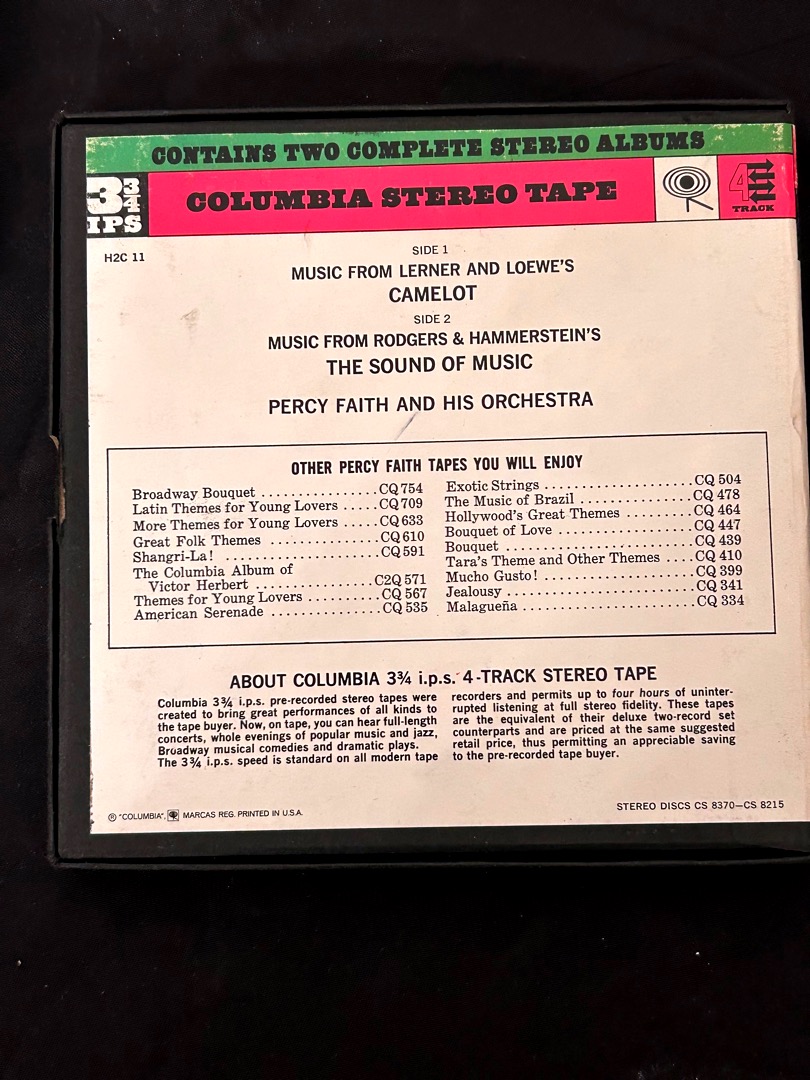 CONTAINS TWO COMPLETE STEREO ALBUMS
3 3/4 IPS
COLUMBIA STEREO TAPE
4 TRACK
H2C 11
SIDE 1
MUSIC FROM LERNER AND LOEWE'S
CAMELOT
SIDE 2
MUSIC FROM RODGERS & HAMMERSTEIN'S
THE SOUND OF MUSIC
PERCY FAITH AND HIS ORCHESTRA
OTHER PERCY FAITH TAPES YOU WILL ENJOY
Broadway Bouquet ................CQ 754
Latin Themes for Young Lovers .....CQ 709
More Themes for Young Lovers .....CQ 633
Great Folk Themes ...............CQ 610
Shangri-La! ......................CQ 591
The Columbia Album of
Victor Herbert ................C2Q 571
Themes for Young Lovers ..........CQ 567
American Serenade ...............CQ 535
Exotic Strings .....................CQ 504
The Music of Brazil ...............CQ 478
Hollywood's Great Themes .........CQ 464
Bouquet of Love ..................CQ 447
Bouquet .........................CQ 439
Tara's Theme and Other Themes ....CQ 410
Mucho Gusto! ....................CQ 399
Jealousy .........................CQ 341
Malagueña .......................CQ 334
ABOUT COLUMBIA 3¾ i.p.s. 4-TRACK STEREO TAPE
Columbia 3¾ i.p.s. pre-recorded stereo tapes were
created to bring great performances of all kinds to
the tape buyer. Now, on tape, you can hear full-length
concerts, whole evenings of popular music and jazz,
Broadway musical comedies and dramatic plays.
The 3¾ i.p.s. speed is standard on all modern tape
recorders and permits up to four hours of uninter-
rupted listening at full stereo fidelity. These tapes
are the equivalent of their deluxe two-record set
counterparts and are priced at the same suggested
retail price, thus permitting an appreciable saving
to the pre-recorded tape buyer.
® "COLUMBIA", MARCAS REG. PRINTED IN U.S.A.
STEREO DISCS CS 8370—CS 8215